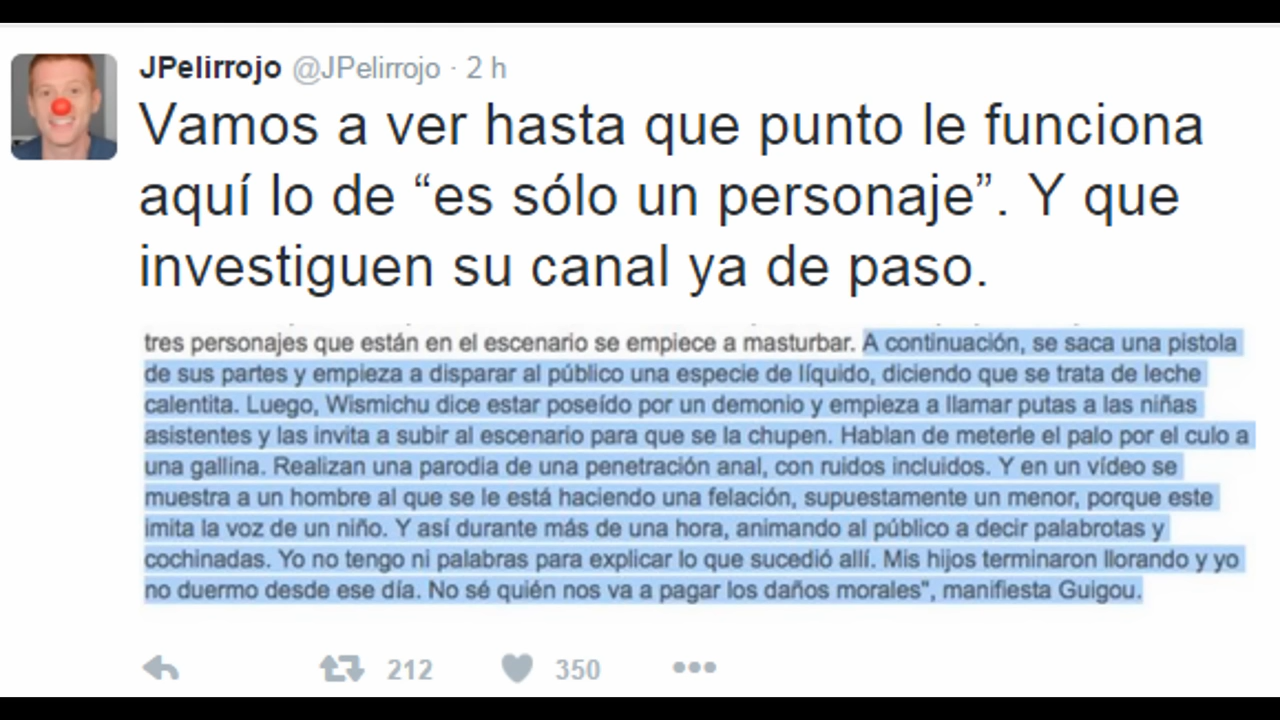 JPelirrojo @JPelirrojo · 2 h
Vamos a ver hasta que punto le funciona
aquí lo de “es sólo un personaje”. Y que
investiguen su canal ya de paso.
tres personajes que están en el escenario se empiece a masturbar. A continuación, se saca una pistola
de sus partes y empieza a disparar al público una especie de líquido, diciendo que se trata de leche
calentita. Luego, Wismichu dice estar poseído por un demonio y empieza a llamar putas a las niñas
asistentes y las invita a subir al escenario para que se la chupen. Hablan de meterle el palo por el culo a
una gallina. Realizan una parodia de una penetración anal, con ruidos incluidos. Y en un vídeo se
muestra a un hombre al que se le está haciendo una felación, supuestamente un menor, porque este
imita la voz de un niño. Y así durante más de una hora, animando al público a decir palabrotas y
cochinadas. Yo no tengo ni palabras para explicar lo que sucedió allí. Mis hijos terminaron llorando y yo
no duermo desde ese día. No sé quién nos va a pagar los daños morales", manifiesta Guigou.
212 350